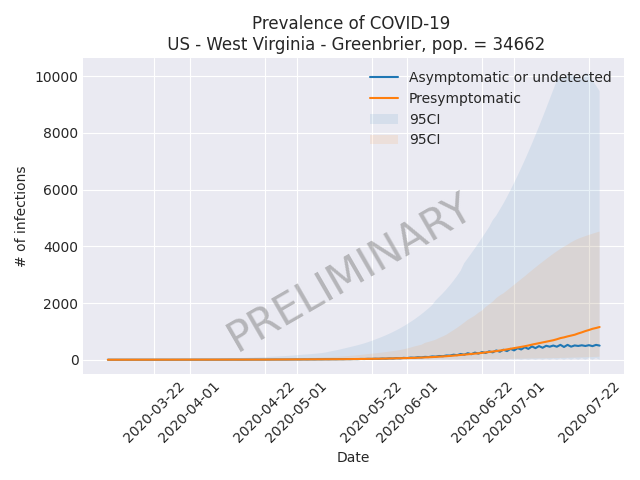 Prevalence of COVID-19
US - West Virginia - Greenbrier, pop. = 34662
10000
8000
6000
4000
2000
0
# of infections
Asymptomatic or undetected
Presymptomatic
95CI
95CI
PRELIMINARY
2020-03-22
2020-04-01
2020-04-22
2020-05-01
2020-05-22
2020-06-01
2020-06-22
2020-07-01
2020-07-22
Date